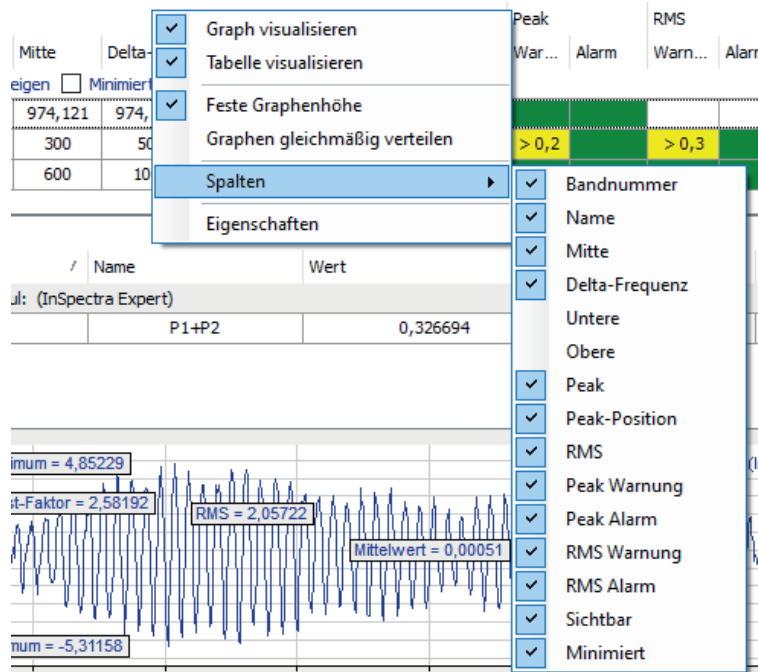 Peak RMS
Mitte Delta- War... Alarm Warn... Alarm
eigen Minimiert
974,121 974,
300 50 > 0,2 > 0,3
600 10
Graph visualisieren
Tabelle visualisieren
Feste Graphenhöhe
Graphen gleichmäßig verteilen
Spalten
Eigenschaften
Bandnummer
Name
Mitte
Delta-Frequenz
Untere
Obere
Peak
Peak-Position
RMS
Peak Warnung
Peak Alarm
RMS Warnung
RMS Alarm
Sichtbar
Minimiert
Name Wert
ul: (InSpectra Expert)
P1+P2 0,326694
imum = 4,85229
st-Faktor = 2,58192
RMS = 2,05722
Mittelwert = 0,00051
mum = -5,31158